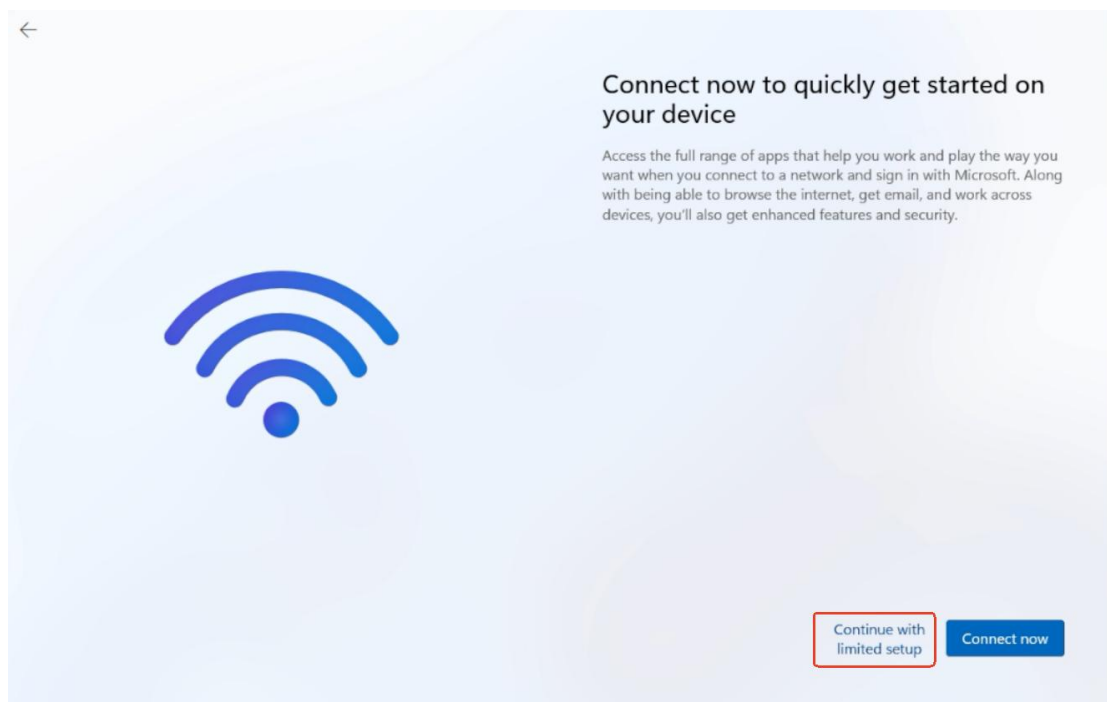 Connect now to quickly get started on
your device
Access the full range of apps that help you work and play the way you
want when you connect to a network and sign in with Microsoft. Along
with being able to browse the internet, get email, and work across
devices, you'll also get enhanced features and security.
Continue with
limited setup
Connect now